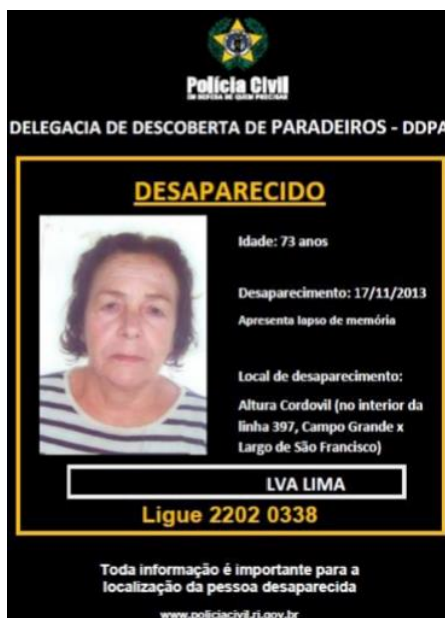 Polícia Civil
EM DEFESA DE QUEM PRECISAR
DELEGACIA DE DESCOBERTA DE PARADEIROS - DDPA
DESAPARECIDO
Idade: 73 anos
Desaparecimento: 17/11/2013
Apresenta lapso de memória
Local de desaparecimento:
Altura Cordovil (no interior da
linha 397, Campo Grande x
Largo de São Francisco)
LVA LIMA
Ligue 2202 0338
Toda informação é importante para a
localização da pessoa desaparecida
www.policiacivil.rj.gov.br